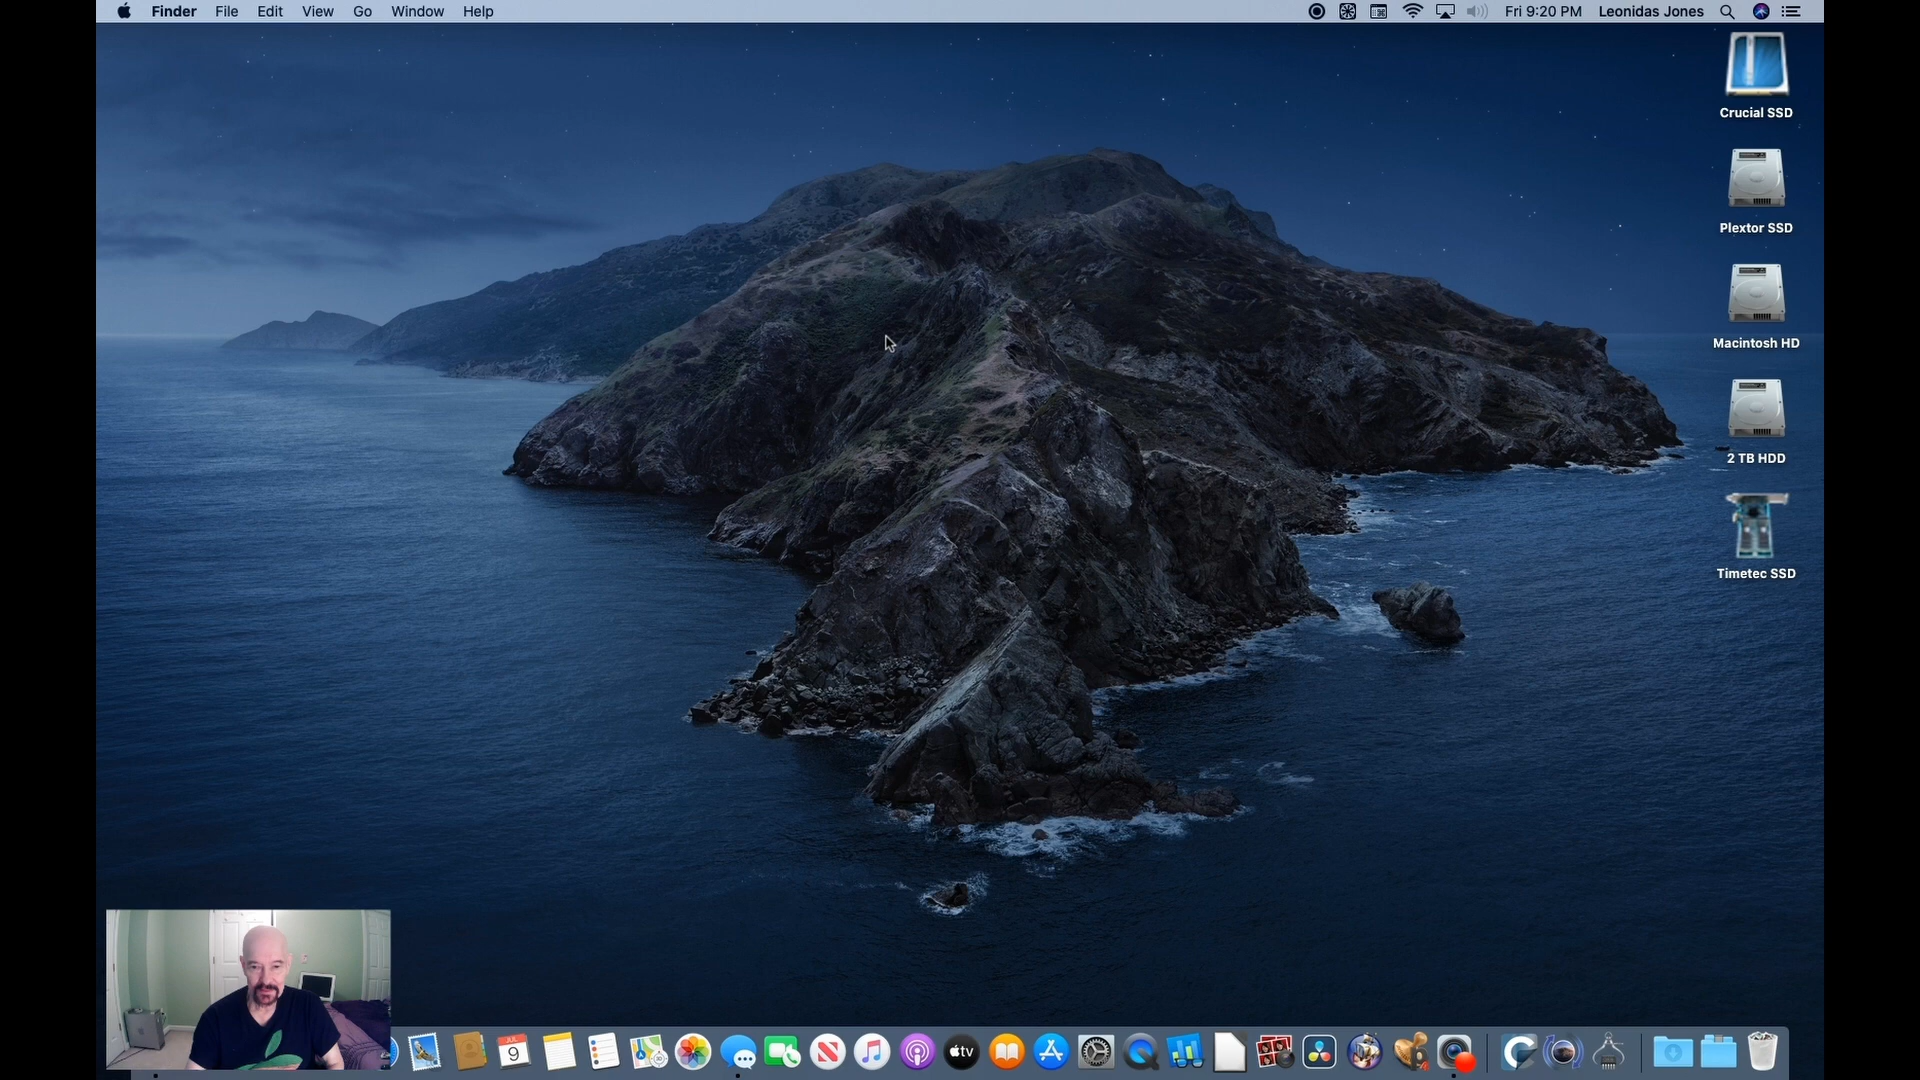 Finder File Edit View Go Window Help Fri 9:20 PM Leonidas Jones
Crucial SSD
Plextor SSD
Macintosh HD
2 TB HDD
Timetec SSD
JUL
9
tv